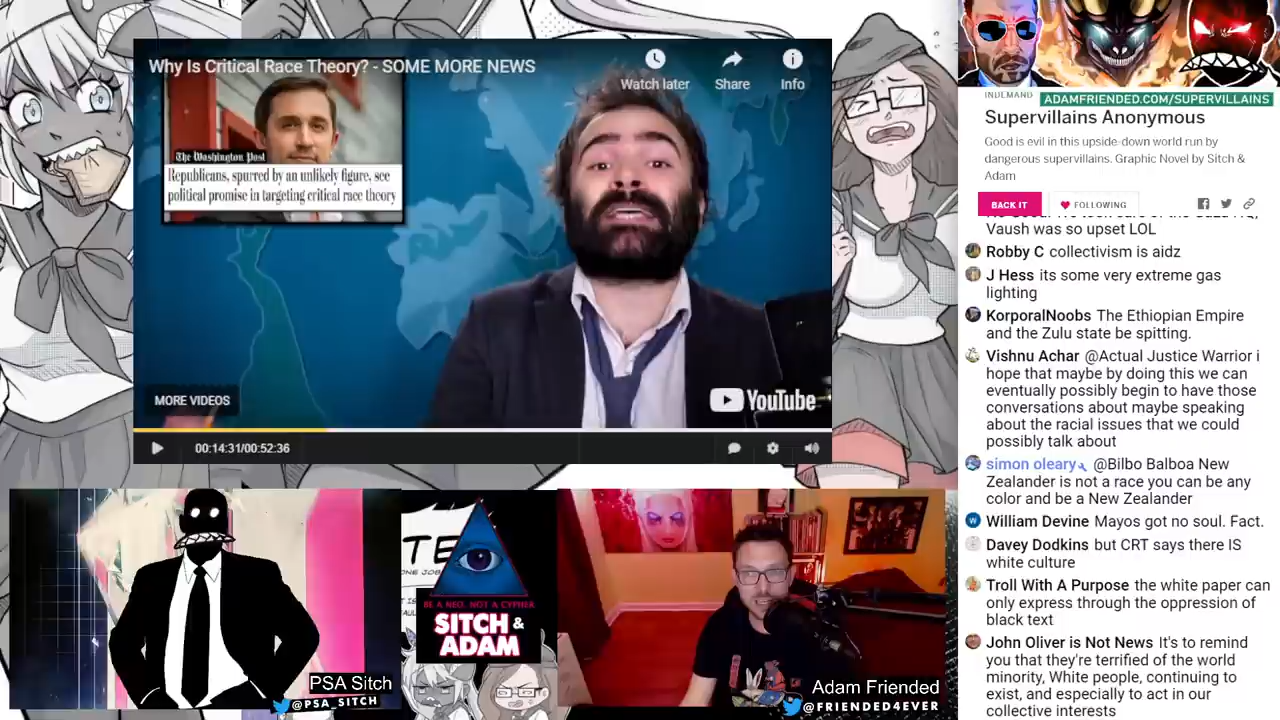 Why Is Critical Race Theory? - SOME MORE NEWS
Watch later
Share
Info
The Washington Post
Republicans, spurred by an unlikely figure, see
political promise in targeting critical race theory
MORE VIDEOS
YouTube
00:14:31/00:52:36
INDEMAND
ADAMFRIENDED.COM/SUPERVILLAINS
Supervillains Anonymous
Good is evil in this upside-down world run by
dangerous supervillains. Graphic Novel by Sitch &
Adam
BACK IT
FOLLOWING
Vaush was so upset LOL
Robby C collectivism is aidz
J Hess its some very extreme gas
lighting
KorporalNoobs The Ethiopian Empire
and the Zulu state be spitting.
Vishnu Achar @Actual Justice Warrior i
hope that maybe by doing this we can
eventually possibly begin to have those
conversations about maybe speaking
about the racial issues that we could
possibly talk about
simon oleary @Bilbo Balboa New
Zealander is not a race you can be any
color and be a New Zealander
W William Devine Mayos got no soul. Fact.
Davey Dodkins but CRT says there IS
white culture
Troll With A Purpose the white paper can
only express through the oppression of
black text
John Oliver is Not News It's to remind
you that they're terrified of the world
minority, White people, continuing to
exist, and especially to act in our
collective interests
TE
ONE JOB
BE A NEO, NOT A CYPHER
SITCH &
ADAM
PSA Sitch
@PSA_SITCH
Adam Friended
@FRIENDED4EVER